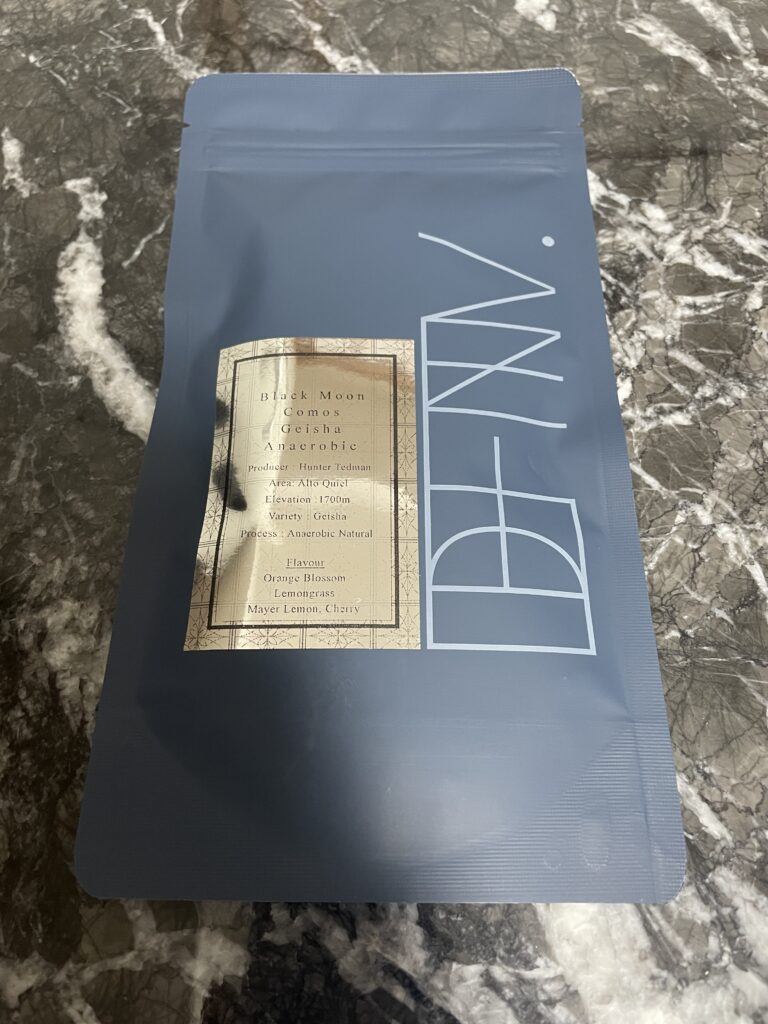 Black Moon
Comos
Geisha
Anaerobic
Producer : Hunter Tedman
Area: Alto Quiel
Elevation :1700m
Variety : Geisha
Process : Anaerobic Natural
Flavour
Orange Blossom
Lemongrass
Mayer Lemon, Cherry